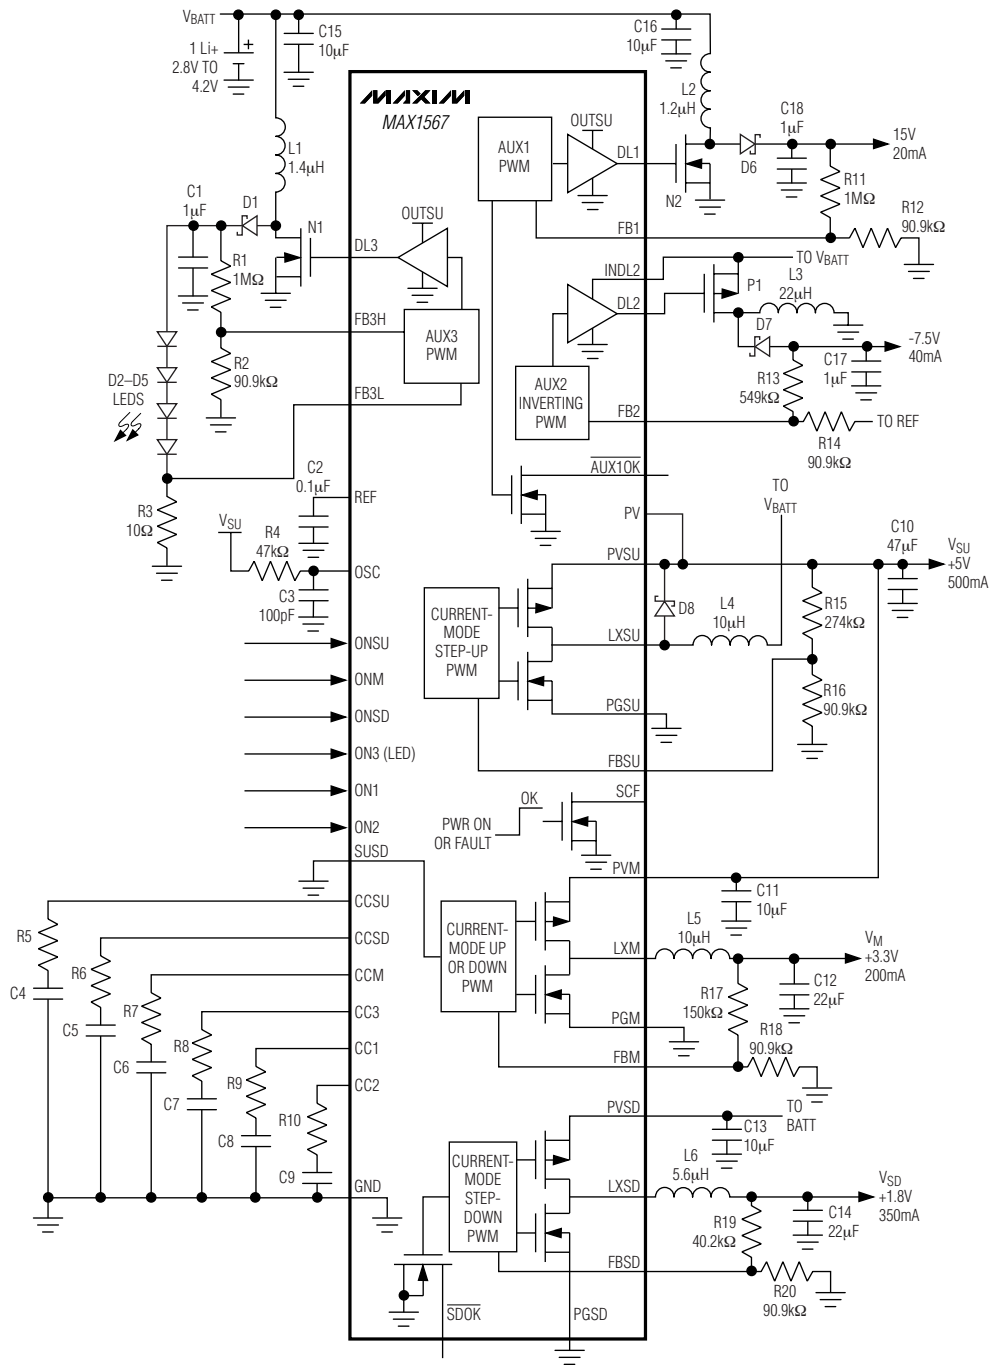 VBATT
1 Li+
2.8V TO
4.2V
C15
10µF
C16
10µF
MAXIM
MAX1567
L1
1.4µH
C1
1µF
D1
N1
R1
1MΩ
R2
90.9kΩ
D2–D5
LEDS
R3
10Ω
C2
0.1µF
VSU
R4
47kΩ
C3
100pF
OUTSU
DL3
FB3H
AUX3
PWM
FB3L
REF
OSC
ONSU
ONM
ONSD
ON3 (LED)
ON1
ON2
SUSD
CCSU
CCSD
CCM
CC3
CC1
CC2
GND
R5
C4
R6
C5
R7
C6
R8
C7
R9
C8
R10
C9
SDOK
AUX1
PWM
OUTSU
DL1
FB1
L2
1.2µH
N2
D6
C18
1µF
15V
20mA
R11
1MΩ
R12
90.9kΩ
INDL2
DL2
TO VBATT
P1
L3
22µH
D7
-7.5V
40mA
C17
1µF
R13
549kΩ
AUX2
INVERTING
PWM
FB2
TO REF
R14
90.9kΩ
AUX1OK
PV
TO
VBATT
PVSU
C10
47µF
VSU
+5V
500mA
CURRENT-
MODE
STEP-UP
PWM
D8
L4
10µH
LXSU
R15
274kΩ
R16
90.9kΩ
PGSU
FBSU
SCF
OK
PWR ON
OR FAULT
PVM
C11
10µF
CURRENT-
MODE UP
OR DOWN
PWM
L5
10µH
LXM
VM
+3.3V
200mA
R17
150kΩ
C12
22µF
PGM
R18
90.9kΩ
FBM
PVSD
TO
BATT
C13
10µF
CURRENT-
MODE
STEP-
DOWN
PWM
L6
5.6µH
LXSD
VSD
+1.8V
350mA
R19
40.2kΩ
C14
22µF
FBSD
R20
90.9kΩ
PGSD